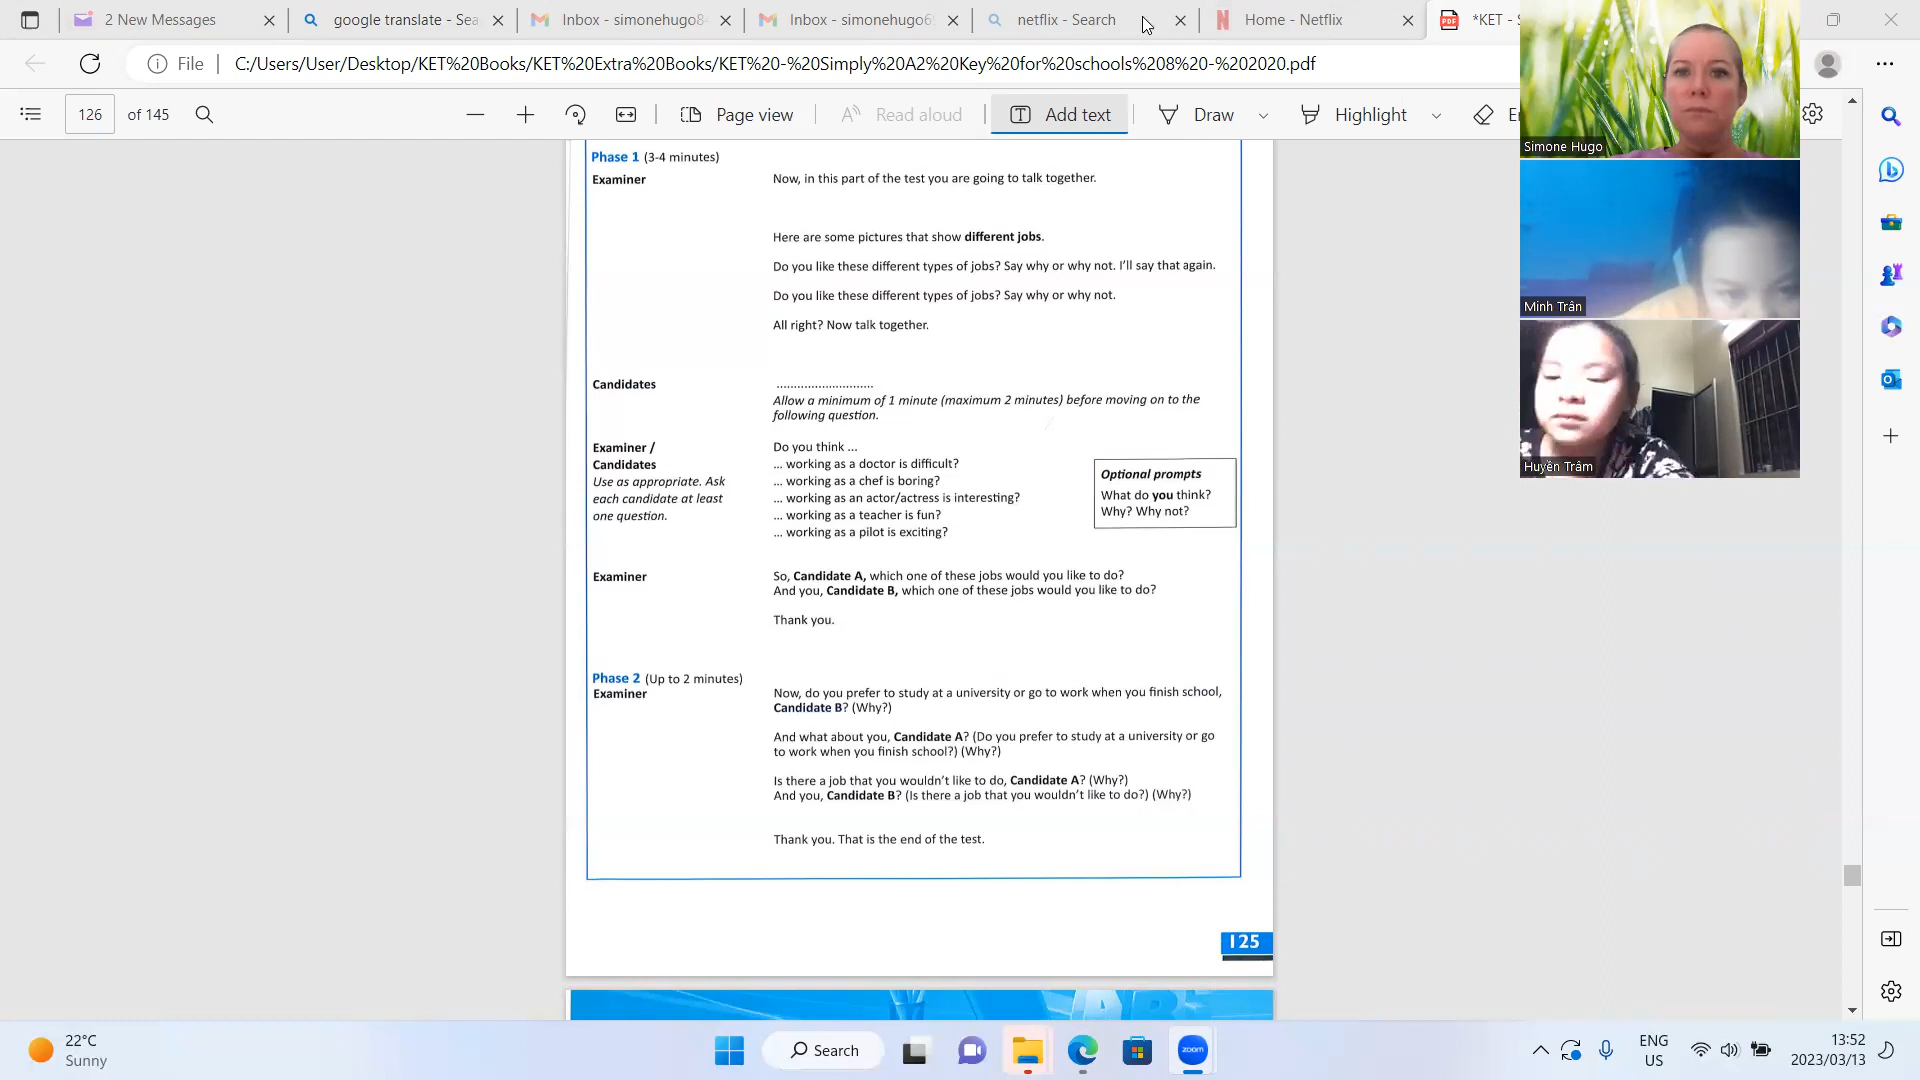 2 New Messages
google translate - Sea
Inbox - simonehugo84
Inbox - simonehugo6
netflix - Search
Home - Netflix
*KET - S
File
C:/Users/User/Desktop/KET%20Books/KET%20Extra%20Books/KET%20-%20Simply%20A2%20Key%20for%20schools%208%20-%202020.pdf
126 of 145
Page view
Read aloud
Add text
Draw
Highlight
Simone Hugo
Minh Trân
Huyền Trâm
Phase 1 (3-4 minutes)
Examiner Now, in this part of the test you are going to talk together.
Here are some pictures that show different jobs.
Do you like these different types of jobs? Say why or why not. I'll say that again.
Do you like these different types of jobs? Say why or why not.
All right? Now talk together.
Candidates ............................
Allow a minimum of 1 minute (maximum 2 minutes) before moving on to the
following question.
Examiner / Do you think ...
Candidates ... working as a doctor is difficult?
Use as appropriate. Ask ... working as a chef is boring?
each candidate at least ... working as an actor/actress is interesting?
one question. ... working as a teacher is fun?
... working as a pilot is exciting?
Optional prompts
What do you think?
Why? Why not?
Examiner So, Candidate A, which one of these jobs would you like to do?
And you, Candidate B, which one of these jobs would you like to do?
Thank you.
Phase 2 (Up to 2 minutes)
Examiner Now, do you prefer to study at a university or go to work when you finish school,
Candidate B? (Why?)
And what about you, Candidate A? (Do you prefer to study at a university or go
to work when you finish school?) (Why?)
Is there a job that you wouldn't like to do, Candidate A? (Why?)
And you, Candidate B? (Is there a job that you wouldn't like to do?) (Why?)
Thank you. That is the end of the test.
125
22°C
Sunny
Search
zoom
ENG
US
13:52
2023/03/13